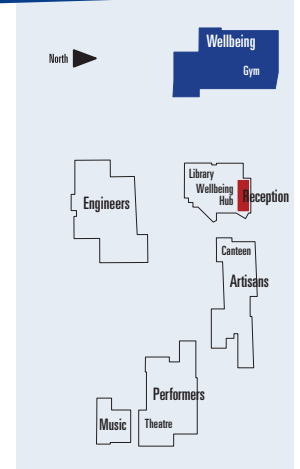 Wellbeing
North
Gym
Library
Wellbeing
Hub
Reception
Engineers
Canteen
Artisans
Performers
Music
Theatre